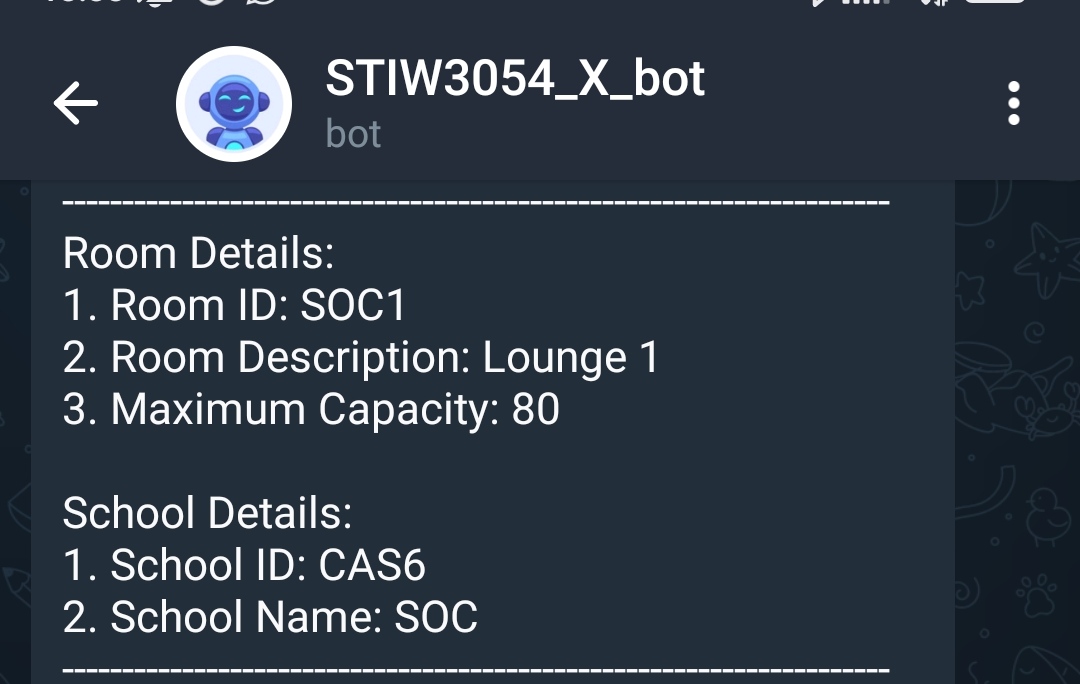 STIW3054_X_bot
bot
---------------------------------------------------------------------
Room Details:
1. Room ID: SOC1
2. Room Description: Lounge 1
3. Maximum Capacity: 80
School Details:
1. School ID: CAS6
2. School Name: SOC
---------------------------------------------------------------------